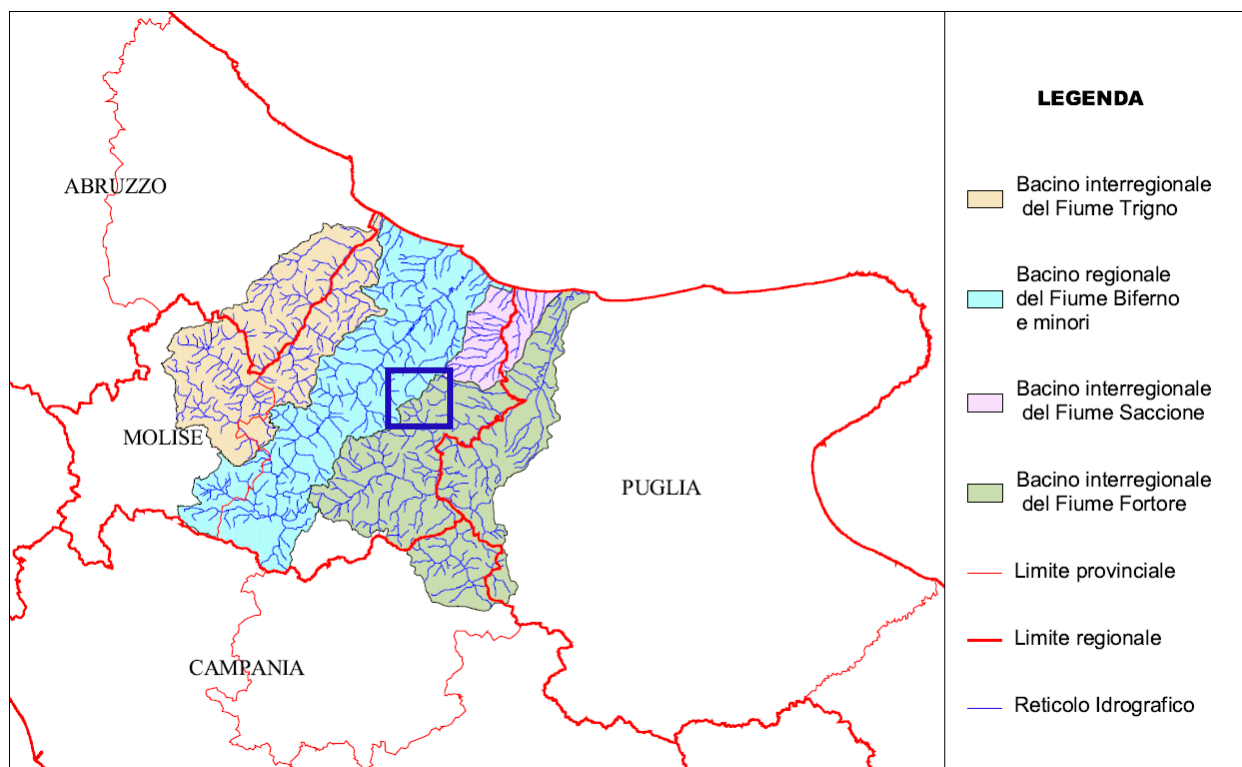 ABRUZZO
MOLISE
PUGLIA
CAMPANIA
LEGENDA
Bacino interregionale
del Fiume Trigno
Bacino regionale
del Fiume Biferno
e minori
Bacino interregionale
del Fiume Saccione
Bacino interregionale
del Fiume Fortore
Limite provinciale
Limite regionale
Reticolo Idrografico